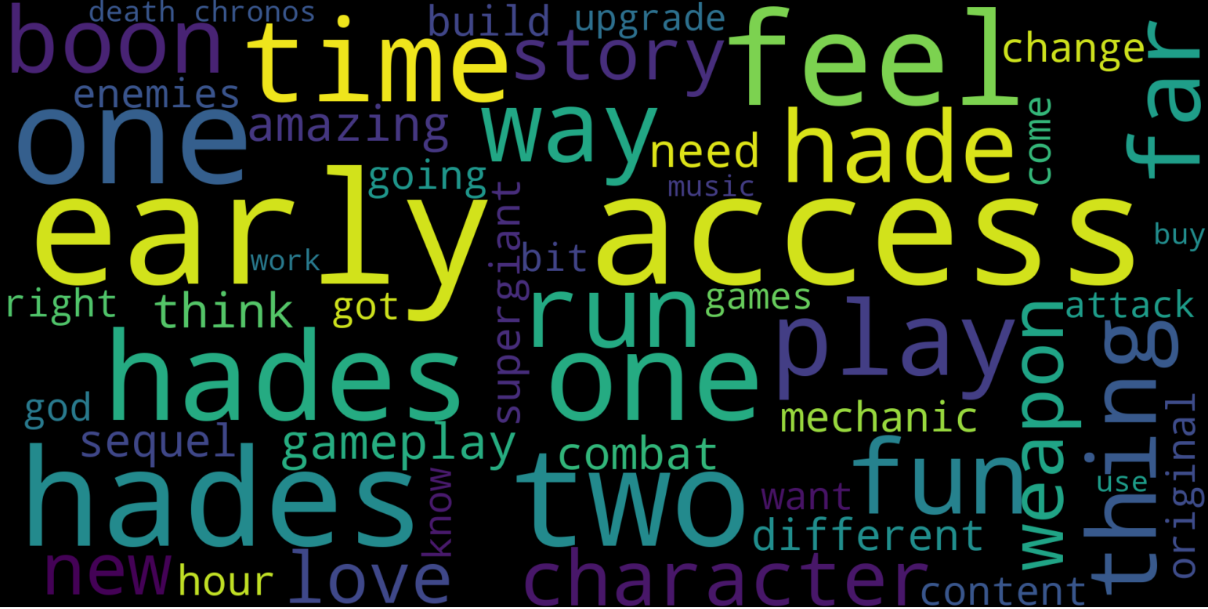 death chronos
boon
time
build
upgrade
story
feel
change
far
enemies
one
amazing
way
need
hade
come
going
music
early access
supergiant
work
bit
buy
right
think
got
run
games
play
weapon
attack
thing
hades one
god
mechanic
original
sequel
gameplay
combat
hades two
know
want
fun
use
different
new
hour
love
character
content